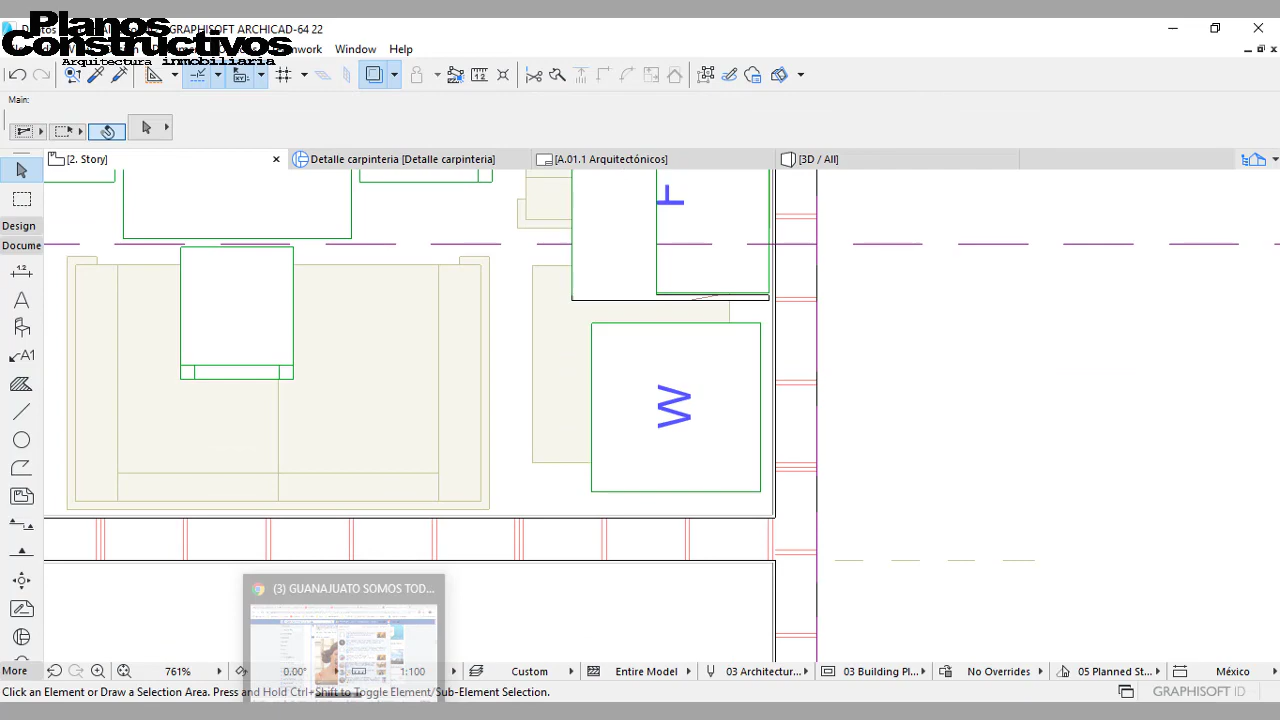 Planos
Constructivos
Arquitectura inmobiliaria
GRAPHISOFT ARCHICAD-64 22
Window
Help
Main:
[2. Story]
Detalle carpinteria [Detalle carpinteria]
[A.01.1 Arquitectónicos]
[3D / All]
Design
Docume
1.2
A
A1
W
(3) GUANAJUATO SOMOS TOD...
More
761%
0.00°
1:100
Custom
Entire Model
03 Architectur...
03 Building Pl...
No Overrides
05 Planned St...
México
Click an Element or Draw a Selection Area. Press and Hold Ctrl+Shift to Toggle Element/Sub-Element Selection.
GRAPHISOFT ID